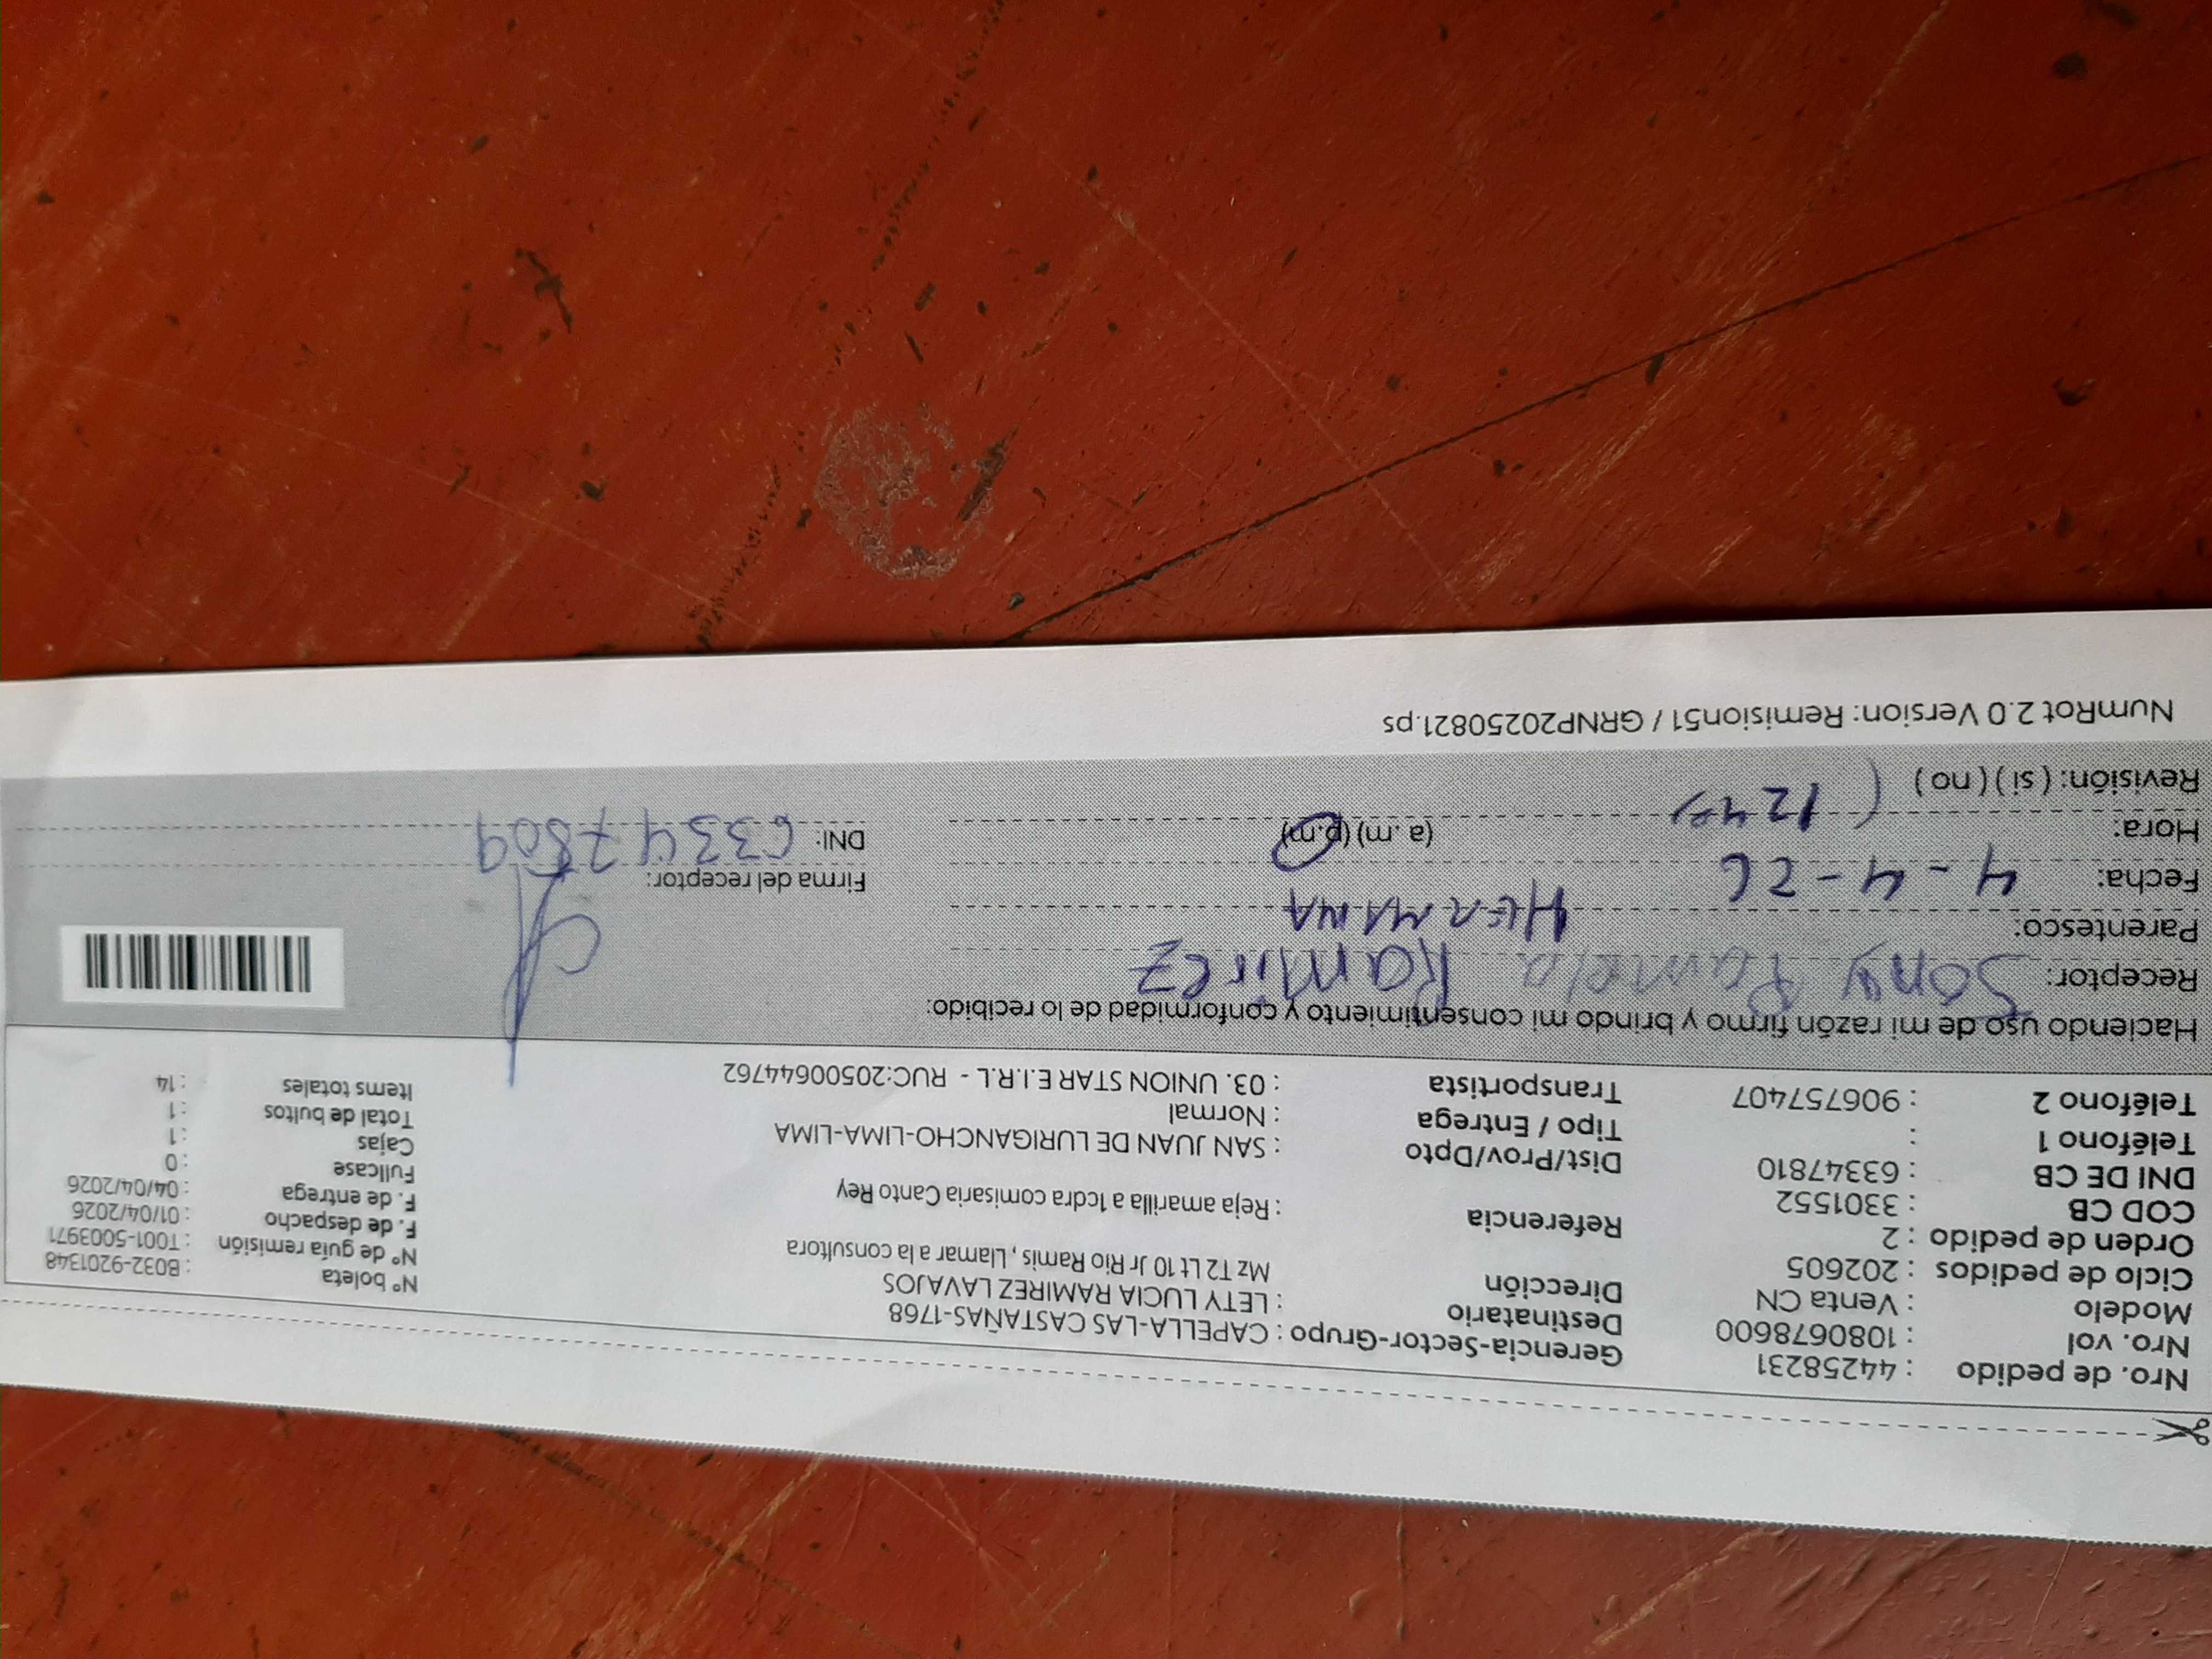 Nro. de pedido : 44258231
Nro. vol : 1080678600
Modelo : Venta CN
Ciclo de pedidos : 202605
Orden de pedido : 2
COD CB : 3301552
DNI DE CB : 63347810
Teléfono 1 :
Teléfono 2 : 906757407
Gerencia-Sector-Grupo : CAPELLA-LAS CASTAÑAS-1768
Destinatario : LETY LUCIA RAMIREZ LAVAJOS
Dirección Mz T2 Lt 10 Jr Rio Ramis , Llamar a la consultora
Referencia : Reja amarilla a 1cdra comisaria Canto Rey
Dist/Prov/Dpto : SAN JUAN DE LURIGANCHO-LIMA-LIMA
Tipo / Entrega : Normal
Transportista : 03. UNION STAR E.I.R.L - RUC:20500644762
N° boleta : B032-9201348
N° de guía remisión : T001-5003971
F. de despacho : 01/04/2026
F. de entrega : 04/04/2026
Fullcase : 0
Cajas : 1
Total de bultos : 1
Items totales : 14
Haciendo uso de mi razón firmo y brindo mi consentimiento y conformidad de lo recibido:
Receptor: Sony Pamela Ramirez
Parentesco: HERMANA
Fecha: 4-4-26
Hora: 12 49 (a. m) (p.m)
Revisión: ( si ) ( no )
Firma del receptor:
DNI: 63347809
NumRot 2.0 Version: Remision51 / GRNP20250821.ps